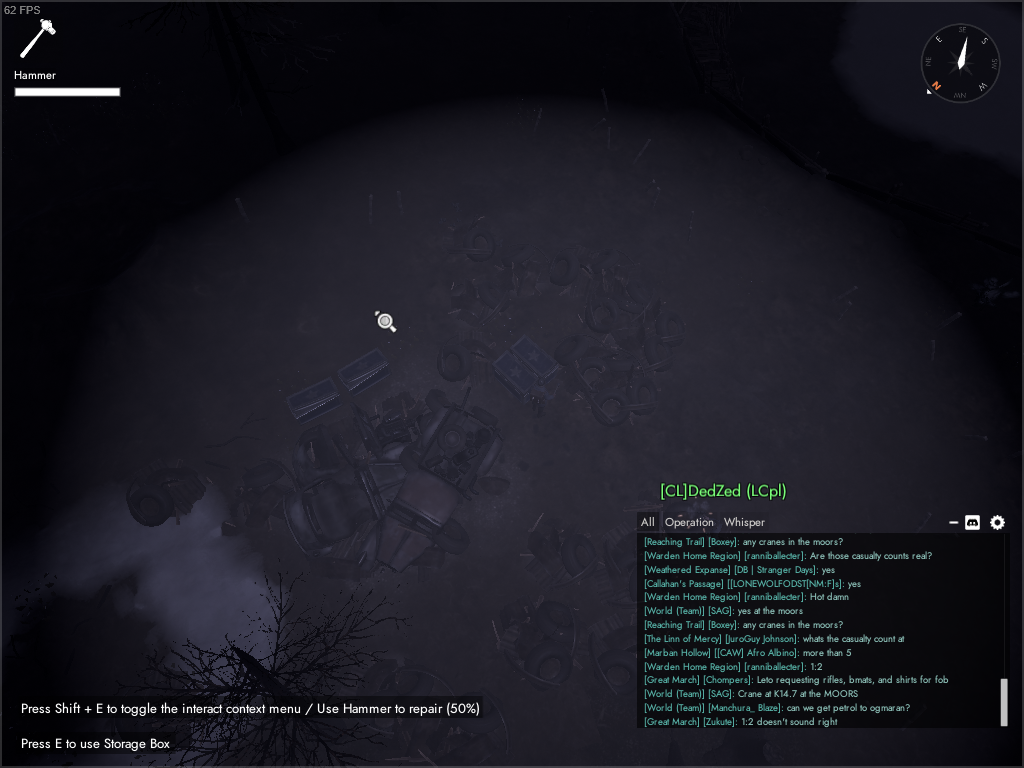 62 FPS
Hammer
SE
E
S
NE
SW
N
W
NW
[CL]DedZed (LCpl)
All Operation Whisper
[Reaching Trail] [Boxey]: any cranes in the moors?
[Warden Home Region] [ranniballecter]: Are those casualty counts real?
[Weathered Expanse] [DB | Stranger Days]: yes
[Callahan's Passage] [[LONEWOLFODST[NM:F]s]: yes
[Warden Home Region] [ranniballecter]: Hot damn
[World (Team)] [SAG]: yes at the moors
[Reaching Trail] [Boxey]: any cranes in the moors?
[The Linn of Mercy] [JuroGuy Johnson]: whats the casualty count at
[Marban Hollow] [[CAW] Afro Albino]: more than 5
[Warden Home Region] [ranniballecter]: 1:2
[Great March] [Chompers]: Leto requesting rifles, bmats, and shirts for fob
[World (Team)] [SAG]: Crane at K14.7 at the MOORS
[World (Team)] [Manchura_ Blaze]: can we get petrol to ogmaran?
[Great March] [Zukute]: 1:2 doesn't sound right
Press Shift + E to toggle the interact context menu / Use Hammer to repair (50%)
Press E to use Storage Box